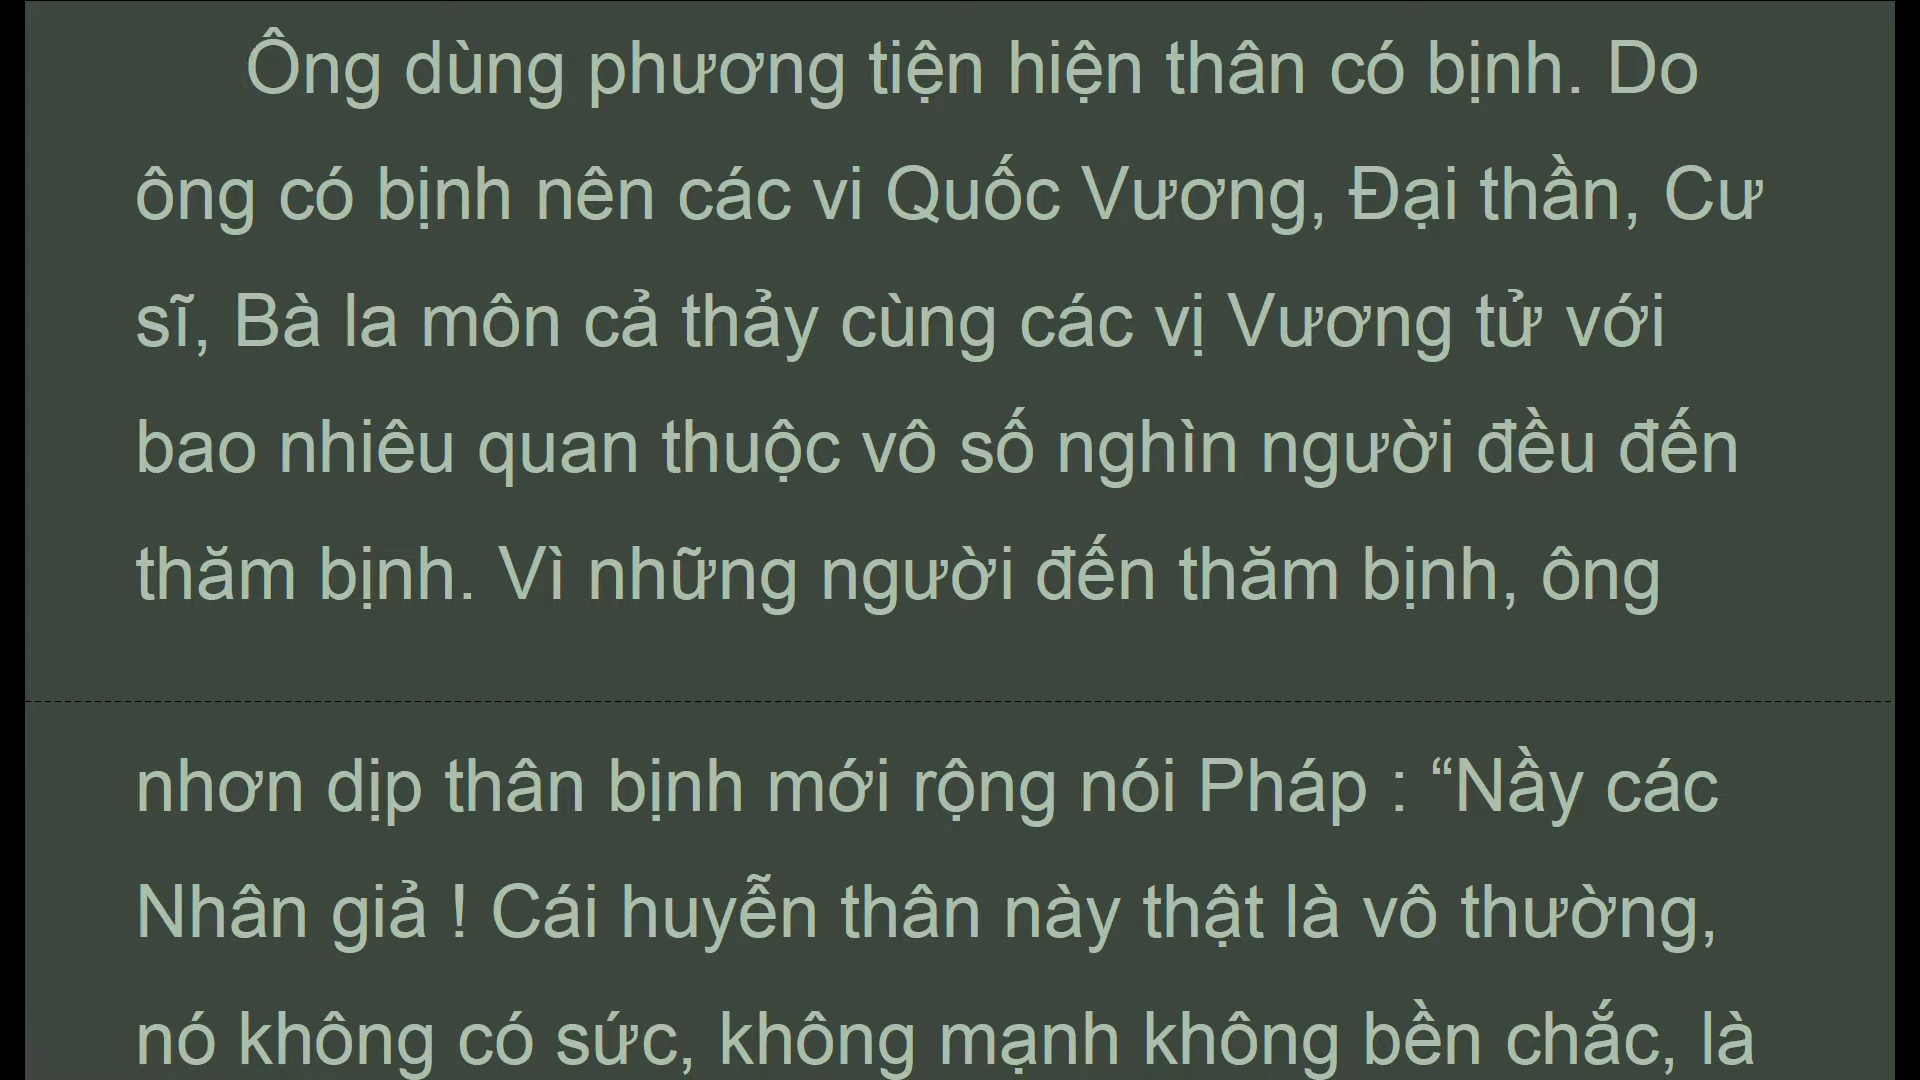 Ông dùng phương tiện hiện thân có bịnh. Do
ông có bịnh nên các vi Quốc Vương, Đại thần, Cư
sĩ, Bà la môn cả thảy cùng các vị Vương tử với
bao nhiêu quan thuộc vô số nghìn người đều đến
thăm bịnh. Vì những người đến thăm bịnh, ông
nhơn dịp thân bịnh mới rộng nói Pháp : “Nầy các
Nhân giả ! Cái huyễn thân này thật là vô thường,
nó không có sức, không mạnh không bền chắc, là